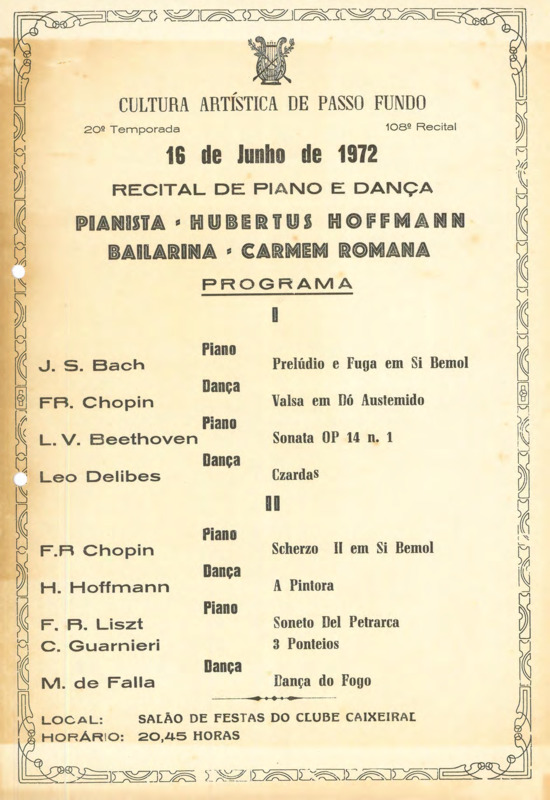 CULTURA ARTÍSTICA DE PASSO FUNDO
20º Temporada 108º Recital
16 de Junho de 1972
RECITAL DE PIANO E DANÇA
PIANISTA - HUBERTUS HOFFMANN
BAILARINA - CARMEM ROMANA
PROGRAMA
I
Piano
J. S. Bach Prelúdio e Fuga em Si Bemol
Dança
FR. Chopin Valsa em Dó Austemido
Piano
L. V. Beethoven Sonata OP 14 n. 1
Dança
Leo Delibes Czardas
II
Piano
F.R Chopin Scherzo II em Si Bemol
Dança
H. Hoffmann A Pintora
Piano
F. R. Liszt Soneto Del Petrarca
C. Guarnieri 3 Ponteios
Dança
M. de Falla Dança do Fogo
LOCAL: SALÃO DE FESTAS DO CLUBE CAIXEIRAL
HORÁRIO: 20,45 HORAS